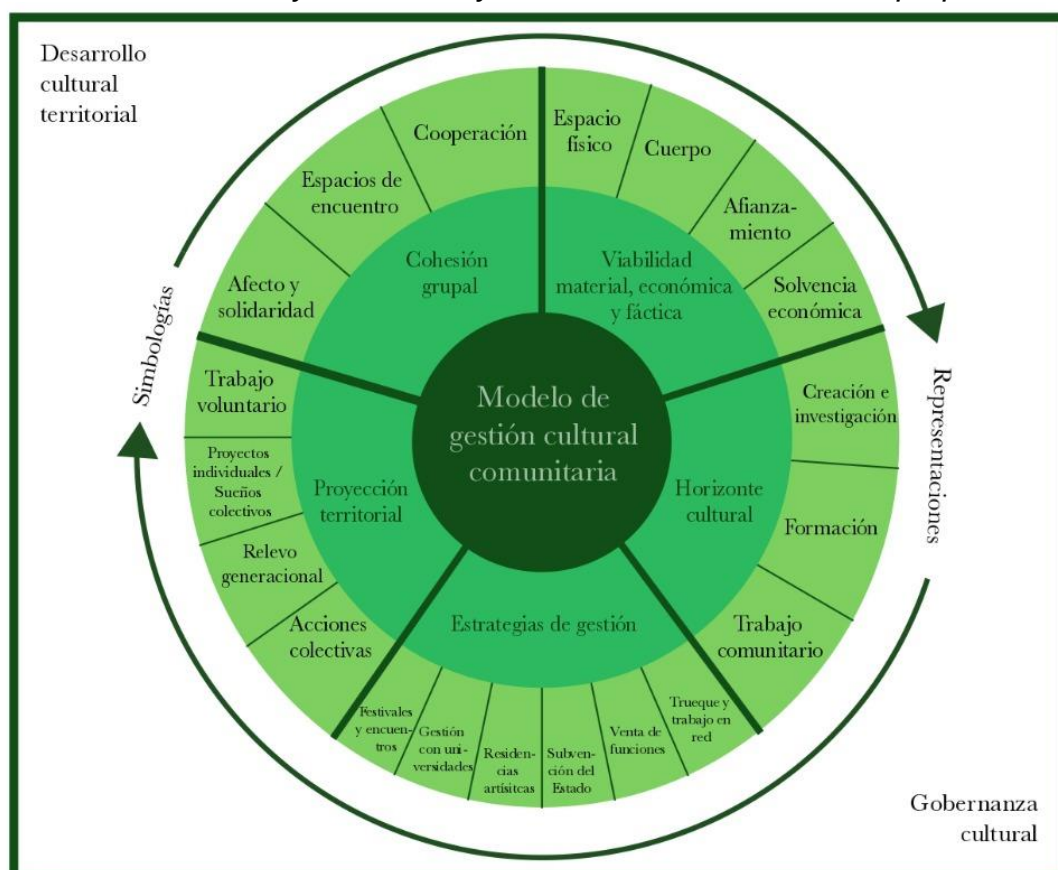 Desarrollo
cultural
territorial
Cooperación
Espacios de
encuentro
Afecto y
solidaridad
Cohesión
grupal
Espacio
físico
Cuerpo
Afianza-
miento
Solvencia
económica
Viabilidad
material, económica
y fáctica
Simbologías
Representaciones
Modelo de
gestión cultural
comunitaria
Trabajo
voluntario
Proyectos
individuales /
Sueños
colectivos
Relevo
generacional
Acciones
colectivas
Proyección
territorial
Horizonte
cultural
Creación e
investigación
Formación
Trabajo
comunitario
Estrategias de gestión
Festivales
y encuen-
tros
Gestión
con uni-
versidades
Residen-
cias
artísitcas
Subven-
ción del
Estado
Venta de
funciones
Trueque y
trabajo en
red
Gobernanza
cultural